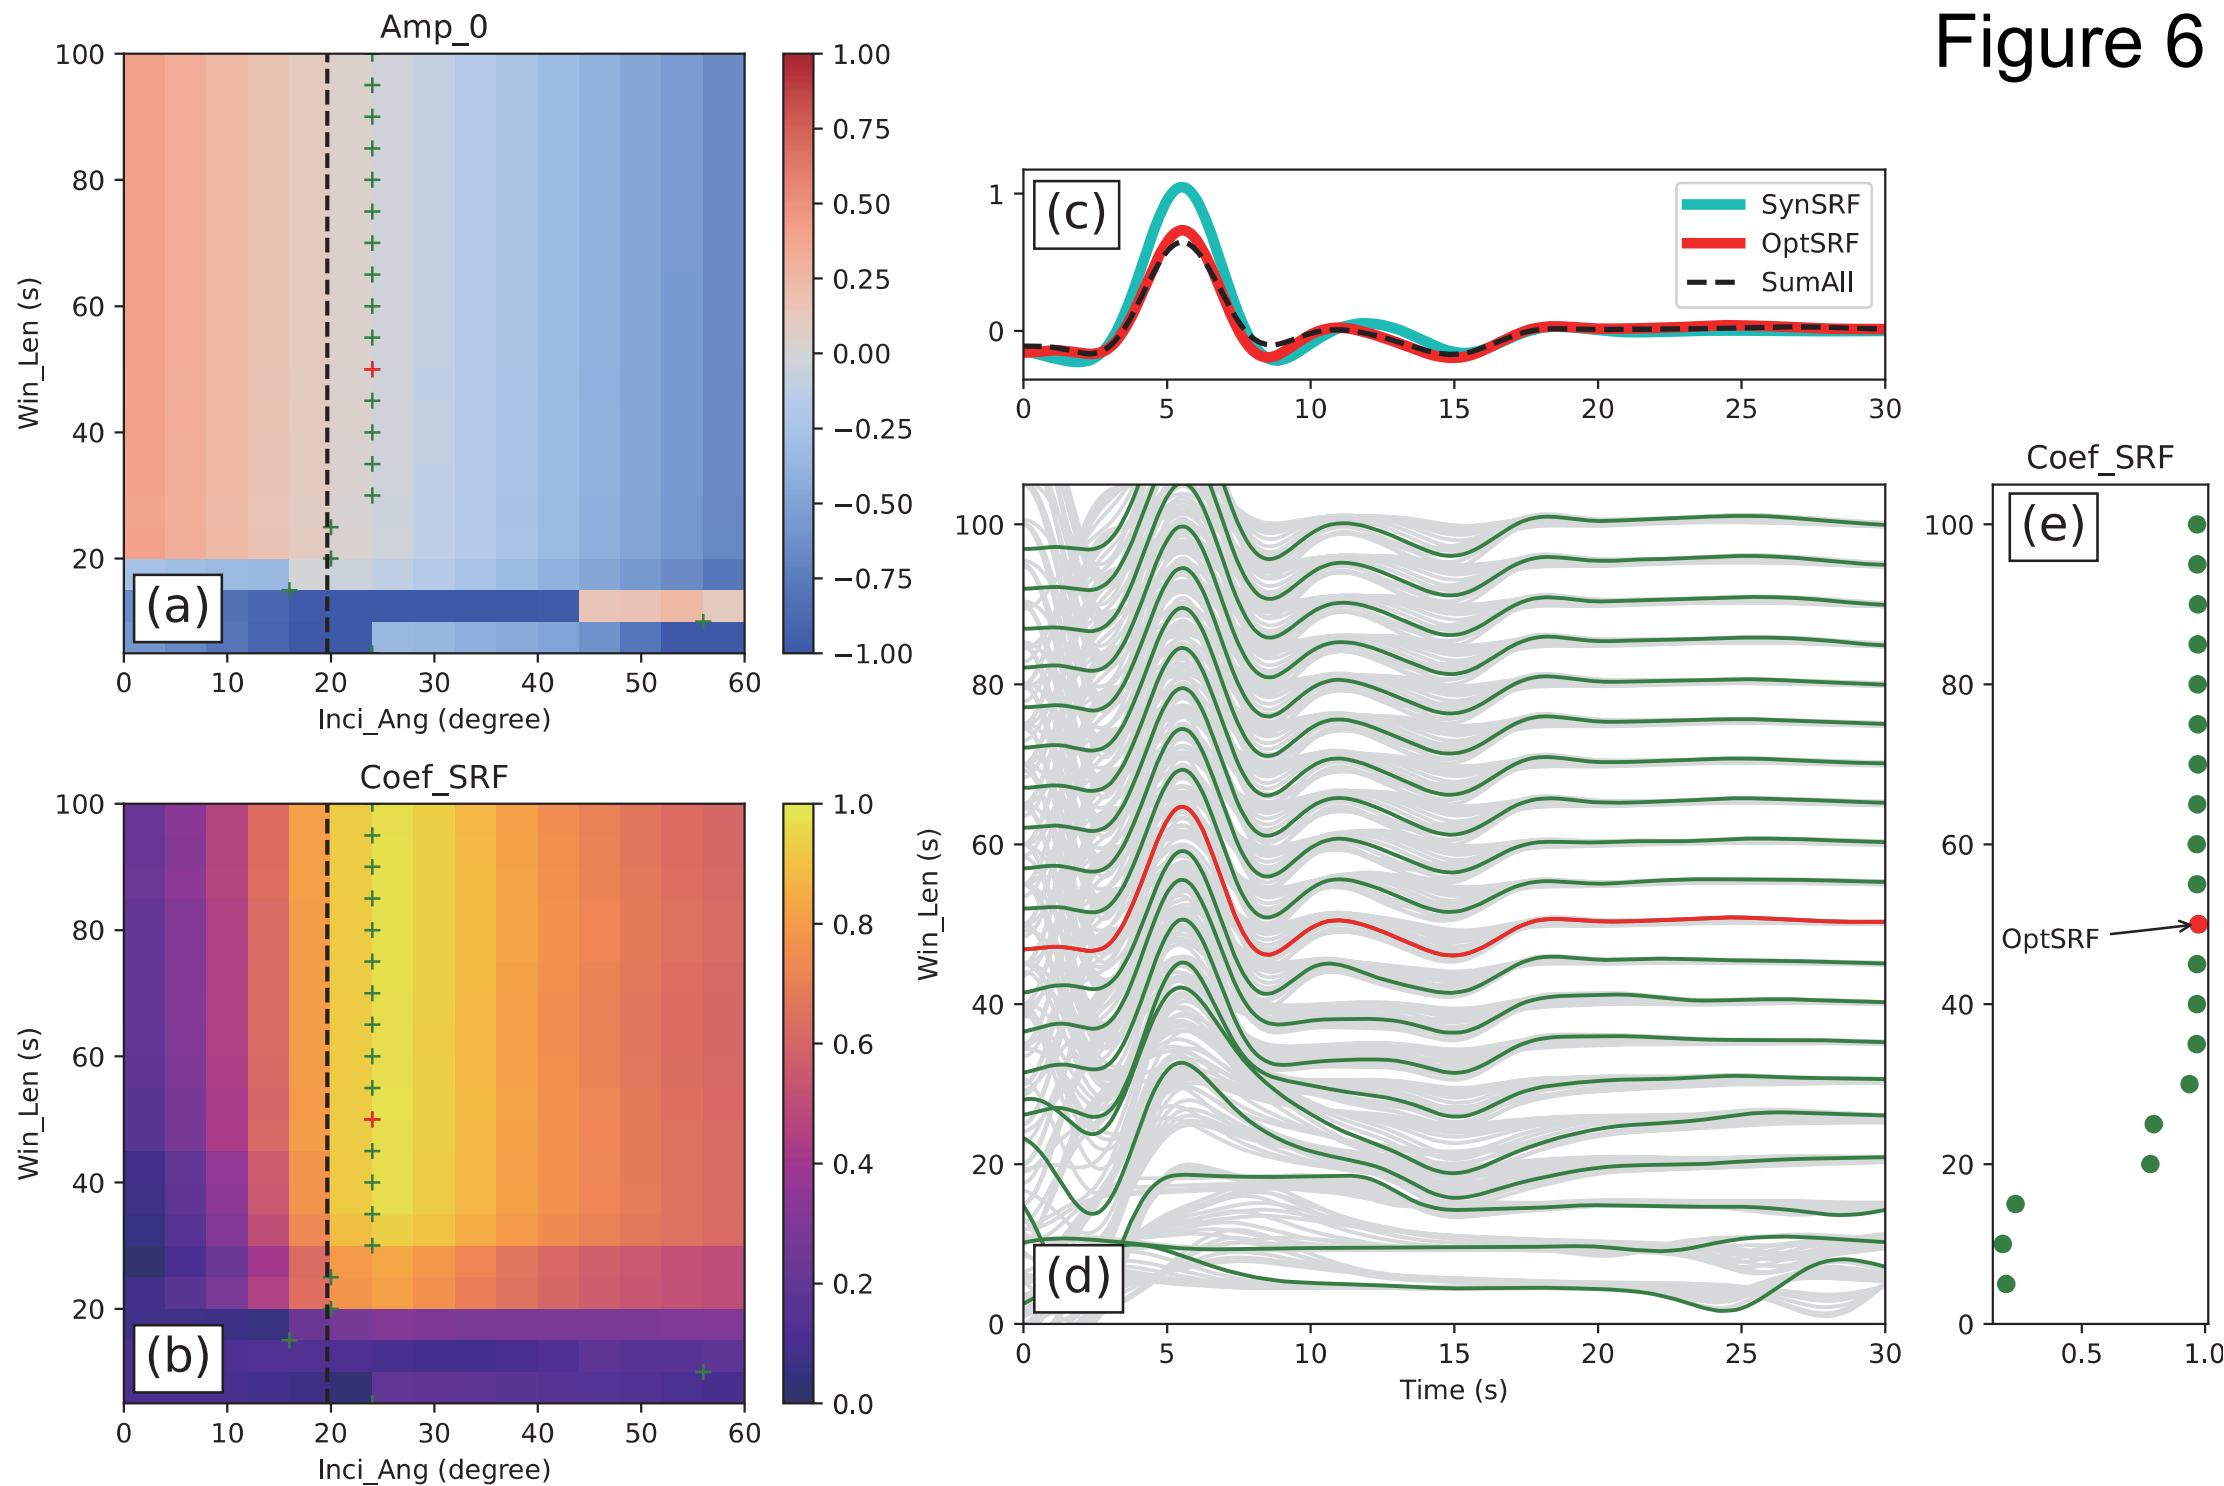 Figure 6
Amp_0
100
80
60
40
20
Win_Len (s)
(a)
0 10 20 30 40 50 60
Inci_Ang (degree)
1.00
0.75
0.50
0.25
0.00
−0.25
−0.50
−0.75
−1.00
Coef_SRF
100
80
60
40
20
Win_Len (s)
(b)
0 10 20 30 40 50 60
Inci_Ang (degree)
1.0
0.8
0.6
0.4
0.2
0.0
(c)
1
0
SynSRF
OptSRF
SumAll
0 5 10 15 20 25 30
100
80
60
40
20
0
Win_Len (s)
(d)
0 5 10 15 20 25 30
Time (s)
Coef_SRF
(e)
100
80
60
40
20
0
OptSRF
0.5 1.0